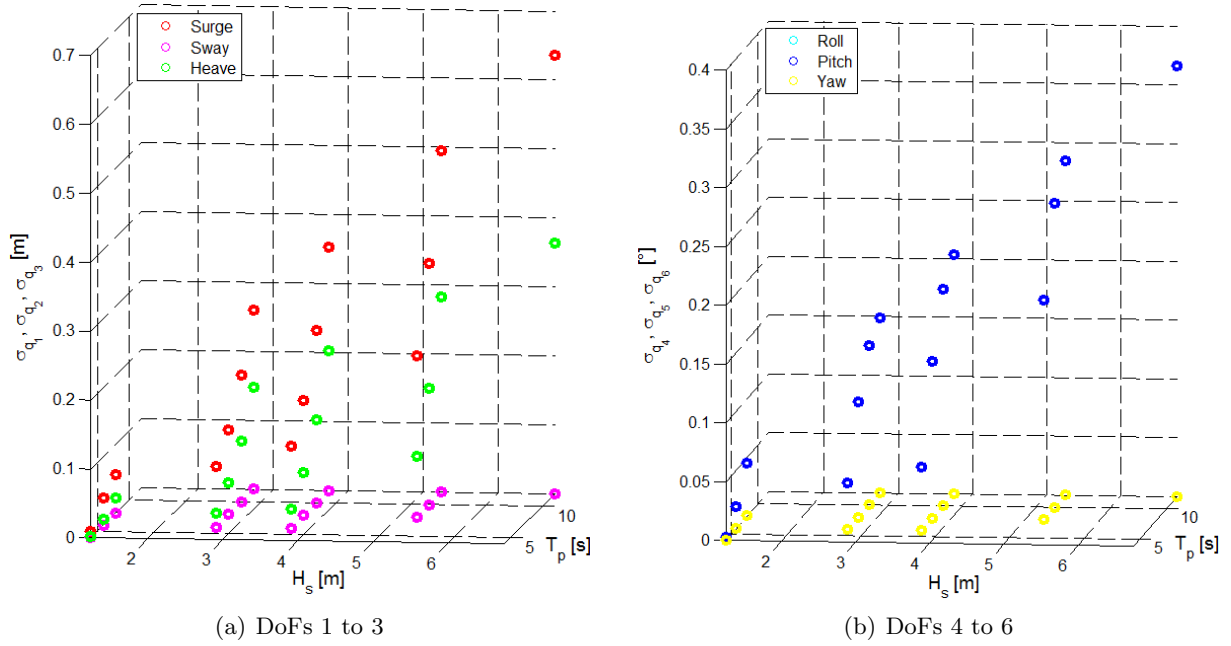 Surge
Sway
Heave
0.7
0.6
0.5
0.4
0.3
0.2
0.1
0
σq1, σq2, σq3 [m]
2
3
4
5
6
Hs [m]
5
10
Tp [s]
(a) DoFs 1 to 3
Roll
Pitch
Yaw
0.4
0.35
0.3
0.25
0.2
0.15
0.1
0.05
0
σq4, σq5, σq6 [°]
2
3
4
5
6
Hs [m]
5
10
Tp [s]
(b) DoFs 4 to 6